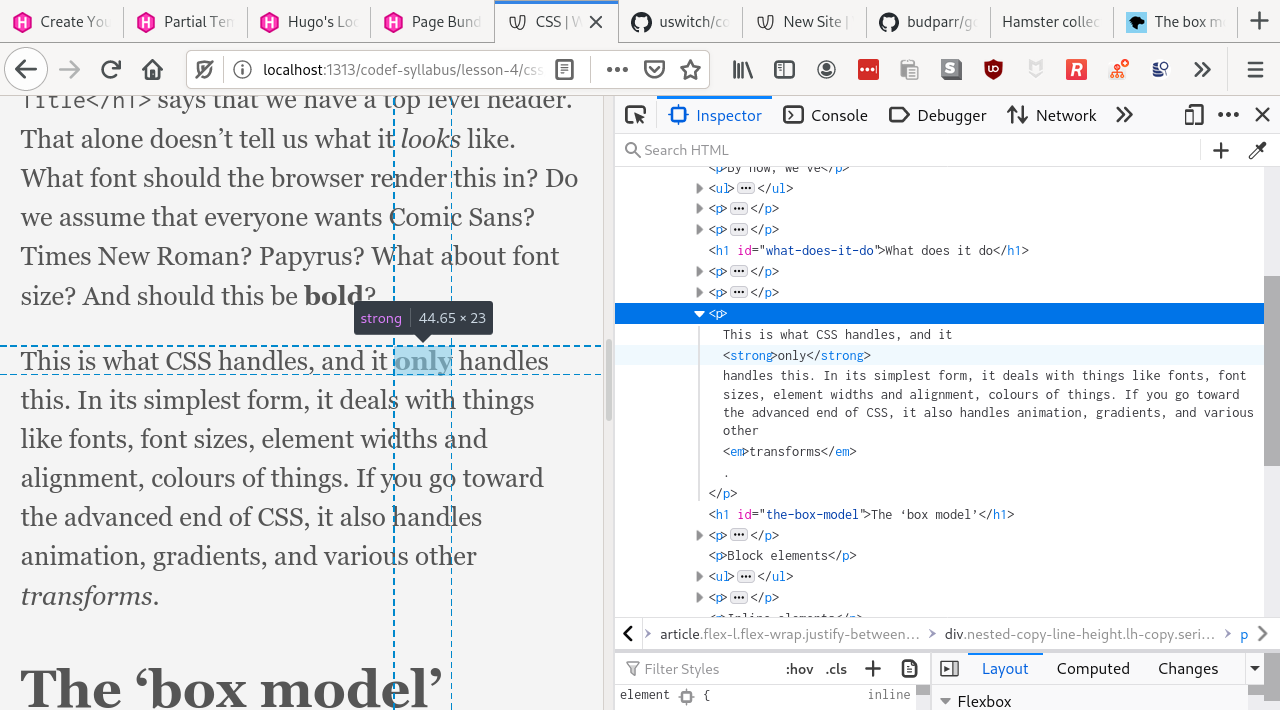 Create You
Partial Ten
Hugo's Loc
Page Bund
CSS | W
uswitch/co
New Site |
budparr/go
Hamster collec
The box m
localhost:1313/codef-syllabus/lesson-4/css
title</h1> says that we have a top level header.
That alone doesn’t tell us what it looks like.
What font should the browser render this in? Do
we assume that everyone wants Comic Sans?
Times New Roman? Papyrus? What about font
size? And should this be bold?
strong 44.65 × 23
This is what CSS handles, and it only handles
this. In its simplest form, it deals with things
like fonts, font sizes, element widths and
alignment, colours of things. If you go toward
the advanced end of CSS, it also handles
animation, gradients, and various other
transforms.
The ‘box model’
Inspector
Console
Debugger
Network
Search HTML
<p>By now, we've</p>
<ul>•••</ul>
<p>•••</p>
<p>•••</p>
<h1 id="what-does-it-do">What does it do</h1>
<p>•••</p>
<p>•••</p>
<p>
This is what CSS handles, and it
<strong>only</strong>
handles this. In its simplest form, it deals with things like fonts, font
sizes, element widths and alignment, colours of things. If you go toward
the advanced end of CSS, it also handles animation, gradients, and various
other
<em>transforms</em>
.
</p>
<h1 id="the-box-model">The ‘box model’</h1>
<p>•••</p>
<p>Block elements</p>
<ul>•••</ul>
<p>•••</p>
<p>Inline elements</p>
article.flex-l.flex-wrap.justify-between…
div.nested-copy-line-height.lh-copy.seri…
p
Filter Styles
:hov
.cls
Layout
Computed
Changes
element { inline
Flexbox